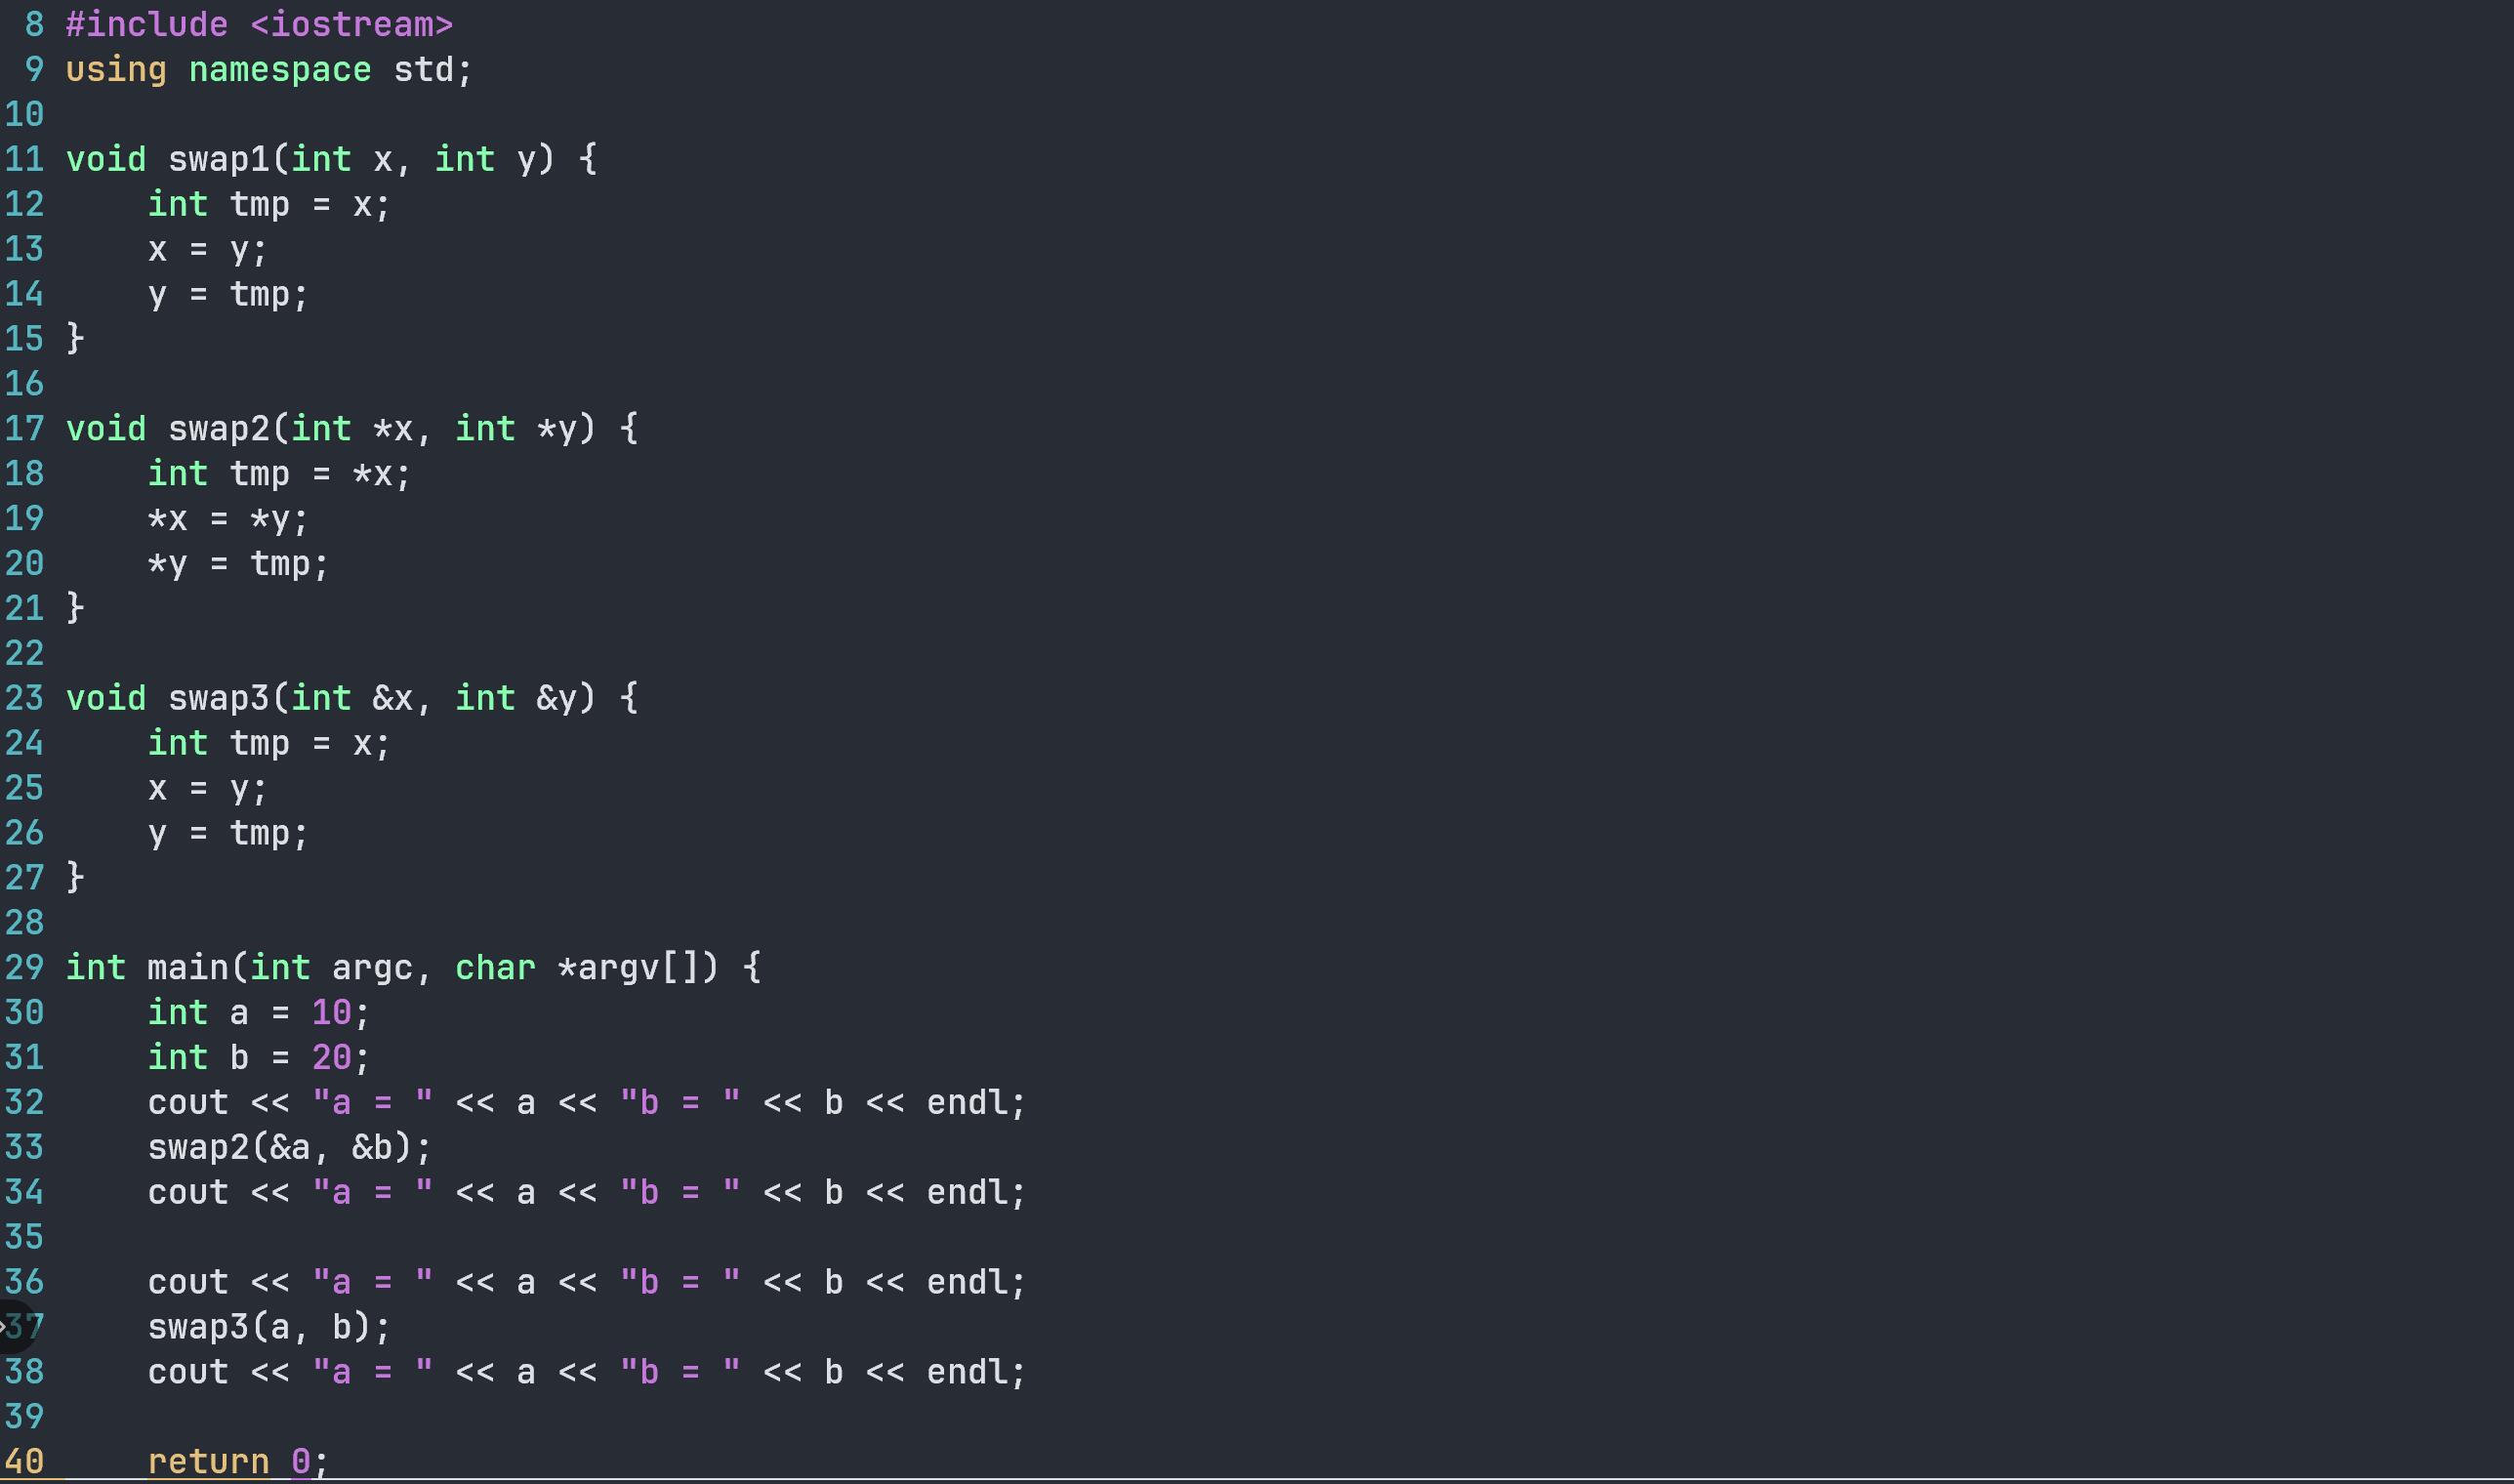 8 #include <iostream>
9 using namespace std;
10
11 void swap1(int x, int y) {
12     int tmp = x;
13     x = y;
14     y = tmp;
15 }
16
17 void swap2(int *x, int *y) {
18     int tmp = *x;
19     *x = *y;
20     *y = tmp;
21 }
22
23 void swap3(int &x, int &y) {
24     int tmp = x;
25     x = y;
26     y = tmp;
27 }
28
29 int main(int argc, char *argv[]) {
30     int a = 10;
31     int b = 20;
32     cout << "a = " << a << "b = " << b << endl;
33     swap2(&a, &b);
34     cout << "a = " << a << "b = " << b << endl;
35
36     cout << "a = " << a << "b = " << b << endl;
37     swap3(a, b);
38     cout << "a = " << a << "b = " << b << endl;
39
40     return 0;